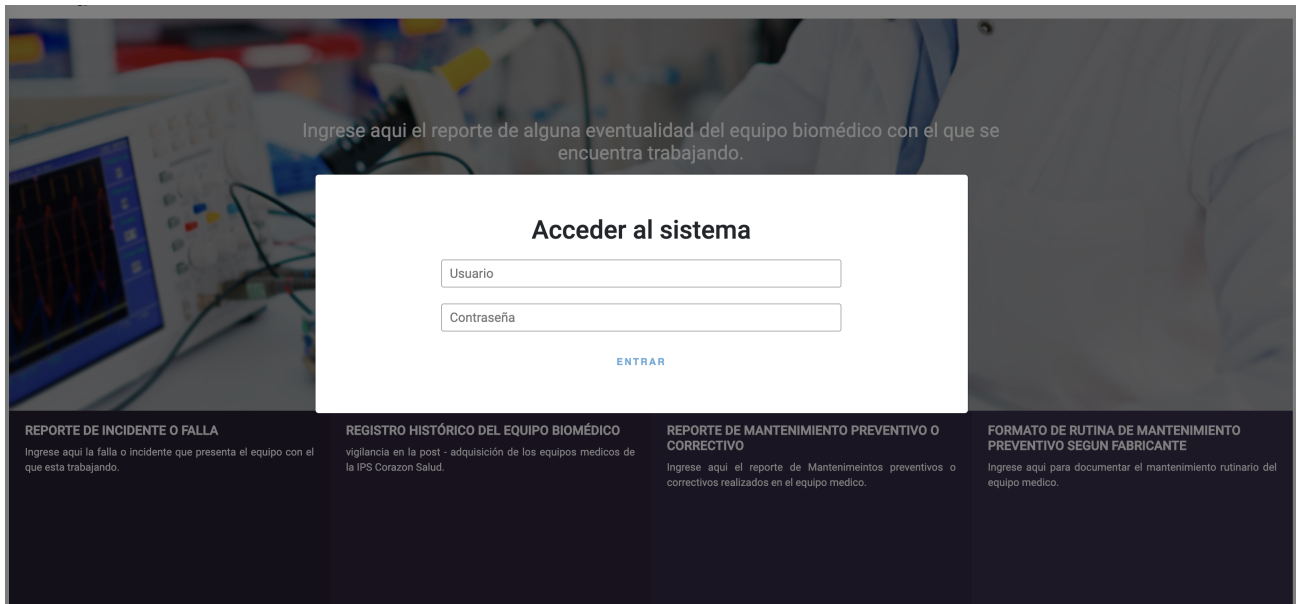 Ingrese aqui el reporte de alguna eventualidad del equipo biomédico con el que se
encuentra trabajando.
Acceder al sistema
Usuario
Contraseña
ENTRAR
REPORTE DE INCIDENTE O FALLA
Ingrese aqui la falla o incidente que presenta el equipo con el
que esta trabajando.
REGISTRO HISTÓRICO DEL EQUIPO BIOMÉDICO
vigilancia en la post - adquisición de los equipos medicos de
la IPS Corazon Salud.
REPORTE DE MANTENIMIENTO PREVENTIVO O
CORRECTIVO
Ingrese aqui el reporte de Mantenimeintos preventivos o
correctivos realizados en el equipo medico.
FORMATO DE RUTINA DE MANTENIMIENTO
PREVENTIVO SEGUN FABRICANTE
Ingrese aqui para documentar el mantenimiento rutinario del
equipo medico.